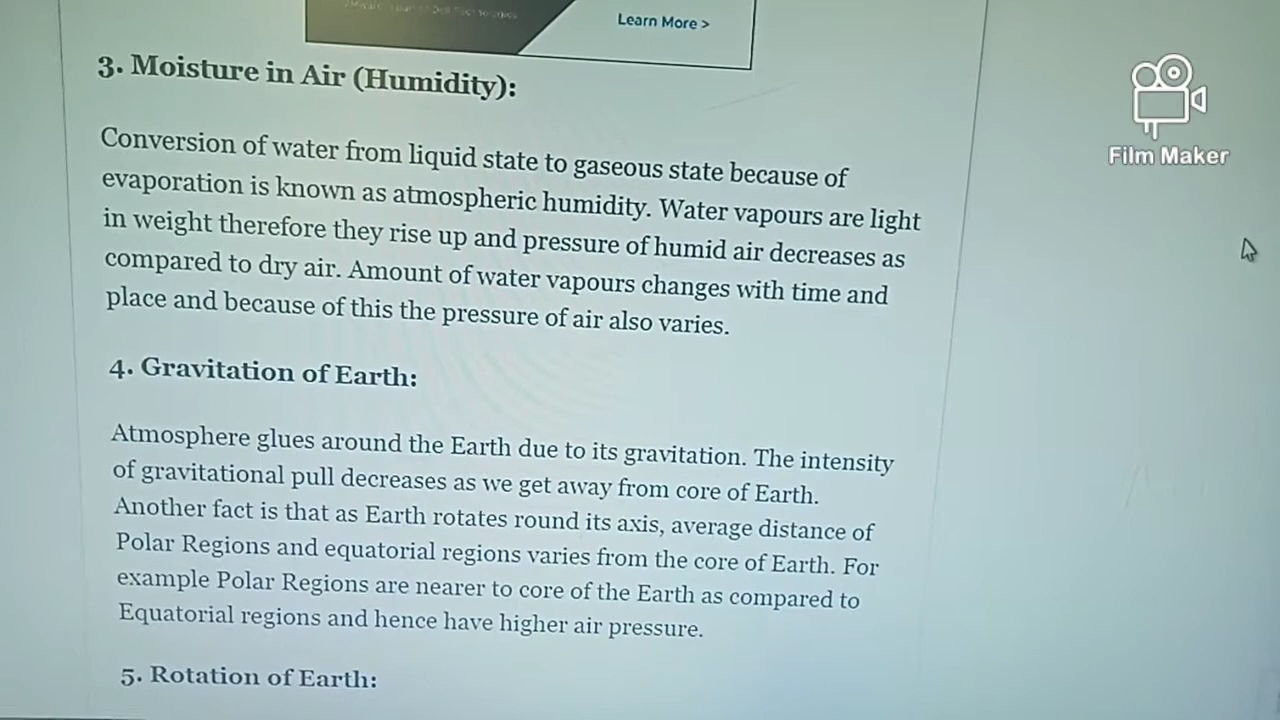 Learn More >
3. Moisture in Air (Humidity):
Film Maker
Conversion of water from liquid state to gaseous state because of
evaporation is known as atmospheric humidity. Water vapours are light
in weight therefore they rise up and pressure of humid air decreases as
compared to dry air. Amount of water vapours changes with time and
place and because of this the pressure of air also varies.
4. Gravitation of Earth:
Atmosphere glues around the Earth due to its gravitation. The intensity
of gravitational pull decreases as we get away from core of Earth.
Another fact is that as Earth rotates round its axis, average distance of
Polar Regions and equatorial regions varies from the core of Earth. For
example Polar Regions are nearer to core of the Earth as compared to
Equatorial regions and hence have higher air pressure.
5. Rotation of Earth: